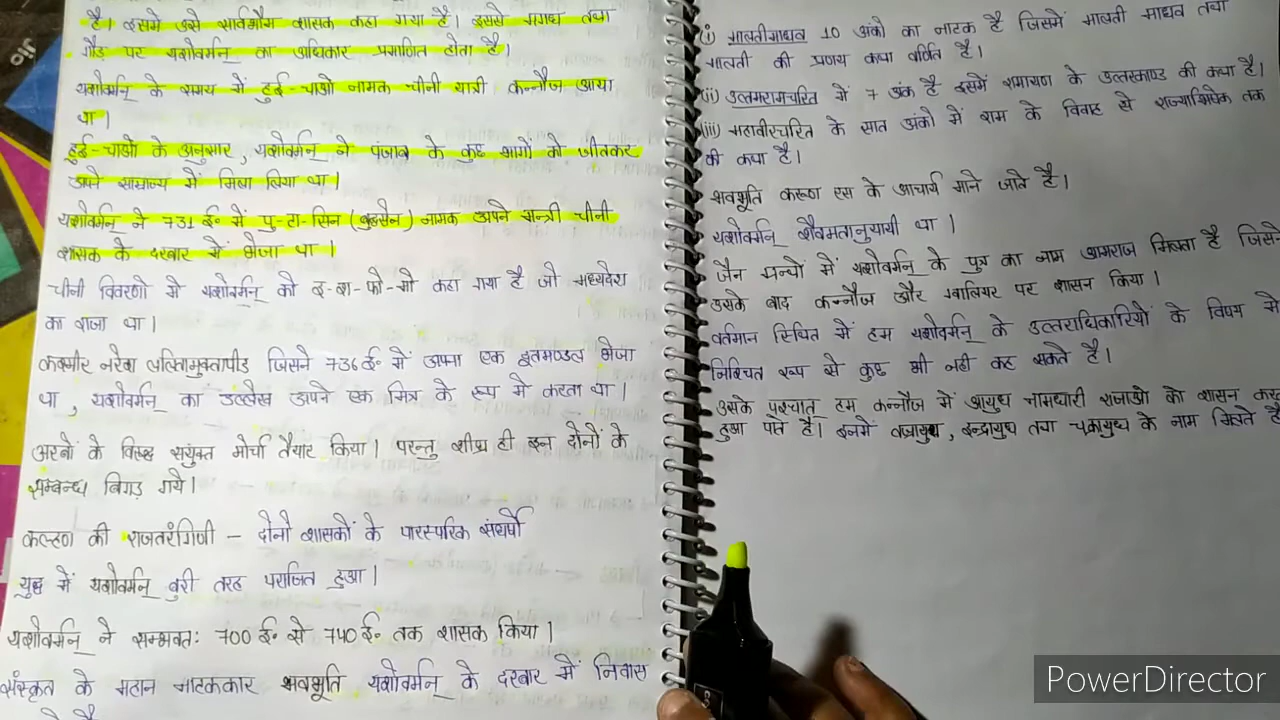 है। इसमें उसे सार्वभौम शासक कहा गया है। इससे मगध तथा
गौड़ पर यशोवर्मन् का अधिकार प्रमाणित होता है।
यशोवर्मन् के समय में हुई-चाओ नामक चीनी यात्री कन्नौज आया
था।
हुई-चाओ के अनुसार, यशोवर्मन् ने पंजाब के कुछ भागों को जीतकर
अपने साम्राज्य में मिला लिया था।
यशोवर्मन् ने 731 ई॰ में पु-टा-सिन (बुद्धसेन) नामक अपने मन्त्री चीनी
शासक के दरबार में भेजा था।
चीनी विवरणो में यशोवर्मन् को इ-शा-फो-मो कहा गया है जो मध्यदेश
का राजा था।
कश्मीर नरेश ललितामुक्तापीड जिसने 736 ई॰ में अपना एक दूतमण्डल भेजा
था, यशोवर्मन् का उल्लेख अपने एक मित्र के रूप में करता था।
अरबों के विरूद्ध संयुक्त मोर्चा तैयार किया। परन्तु शीघ्र ही इन दोनों के
सम्बन्ध बिगड़ गये।
कल्हण की राजतरंगिणी - दोनो शासकों के पारस्परिक संघर्षो
युद्ध में यशोवर्मन् बुरी तरह पराजित हुआ।
यशोवर्मन् ने सम्भवत: 700 ई॰ से 740 ई॰ तक शासक किया।
संस्कृत के महान नाटककार भवभूति यशोवर्मन् के दरबार में निवास
(i) मालतीमाधव 10 अंको का नाटक है जिसमें मालती माधव तथा
मालती की प्रणय कथा वर्णित है।
(ii) उत्तमरामचरित में 7 अंक है इसमें रामायण के उत्तरकाण्ड की कथा है।
(iii) महावीरचरित के सात अंको में राम के विवाह से राज्याभिषेक तक
की कथा है।
भवभूति करूण रस के आचार्य माने जाते है।
यशोवर्मन् शैवमतानुयायी था।
जैन ग्रन्थों में यशोवर्मन् के पुत्र का नाम आमराज मिलता है जिसने
उसके बाद कन्नौज और ग्वालियर पर शासन किया।
वर्तमान स्थिति में हम यशोवर्मन् के उत्तराधिकारियों के विषय में
निश्चित रूप से कुछ भी नही कह सकते है।
उसके पश्चात् हम कन्नौज में आयुध नामधारी राजाओ को शासन करत
हुआ पाते है। इनमें वज्रायुध, इन्द्रायुध तथा चक्रायुध के नाम मिलते है
PowerDirector